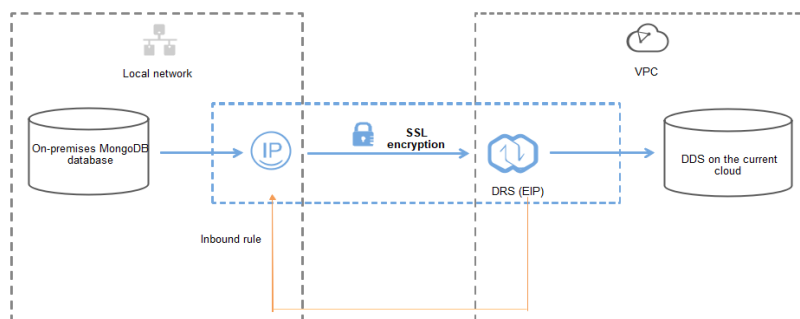 Local network
VPC
On-premises MongoDB
database
IP
SSL
encryption
DRS (EIP)
DDS on the current
cloud
Inbound rule